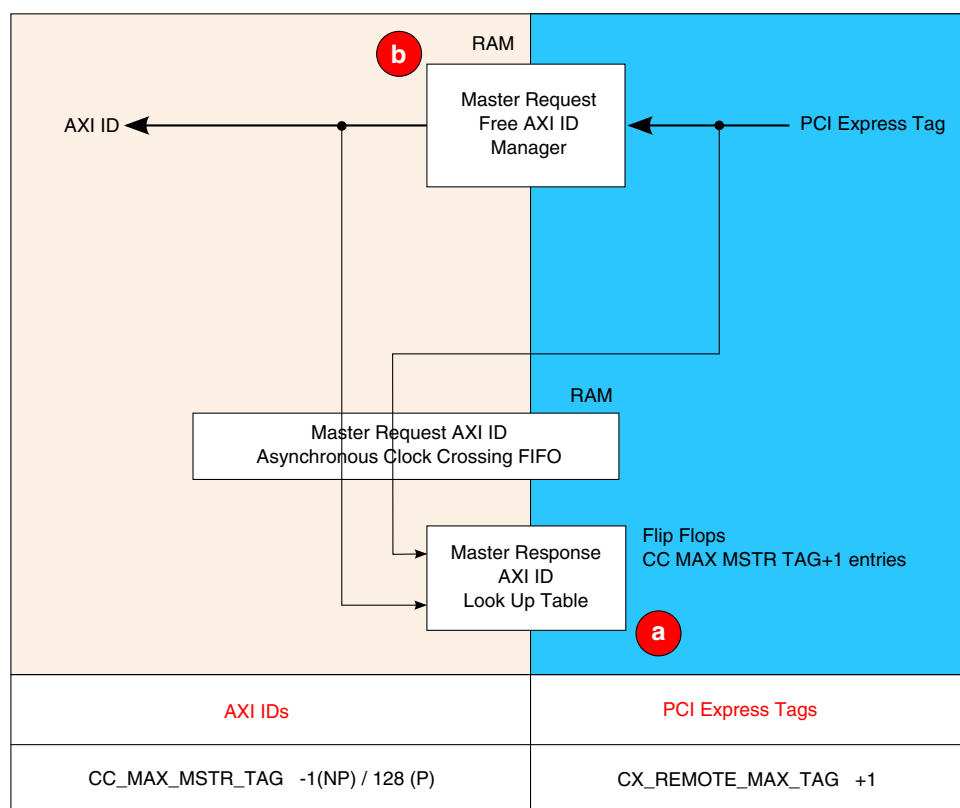 b
RAM
Master Request
Free AXI ID
Manager
AXI ID
PCI Express Tag
RAM
Master Request AXI ID
Asynchronous Clock Crossing FIFO
Master Response
AXI ID
Look Up Table
Flip Flops
CC MAX MSTR TAG+1 entries
a
AXI IDs
PCI Express Tags
CC_MAX_MSTR_TAG -1(NP) / 128 (P)
CX_REMOTE_MAX_TAG +1